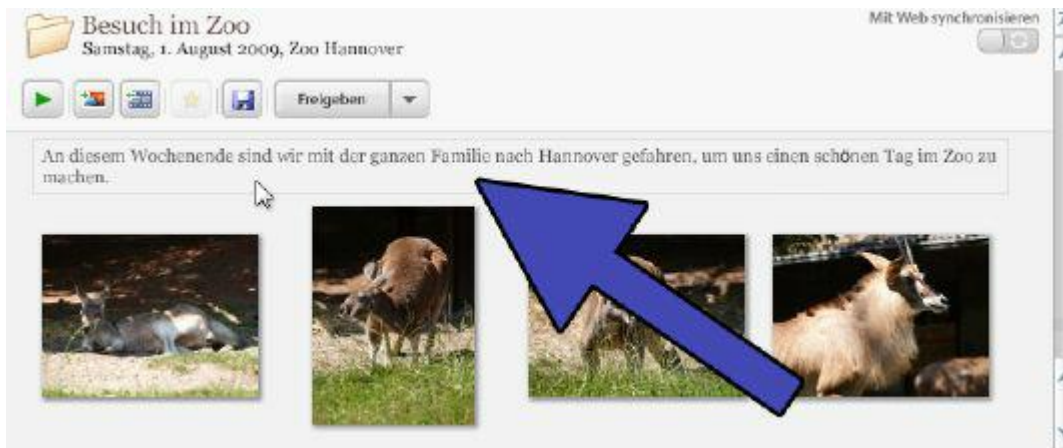 Besuch im Zoo
Samstag, 1. August 2009, Zoo Hannover
Mit Web synchronisieren
Freigeben
An diesem Wochenende sind wir mit der ganzen Familie nach Hannover gefahren, um uns einen schönen Tag im Zoo zu
machen.